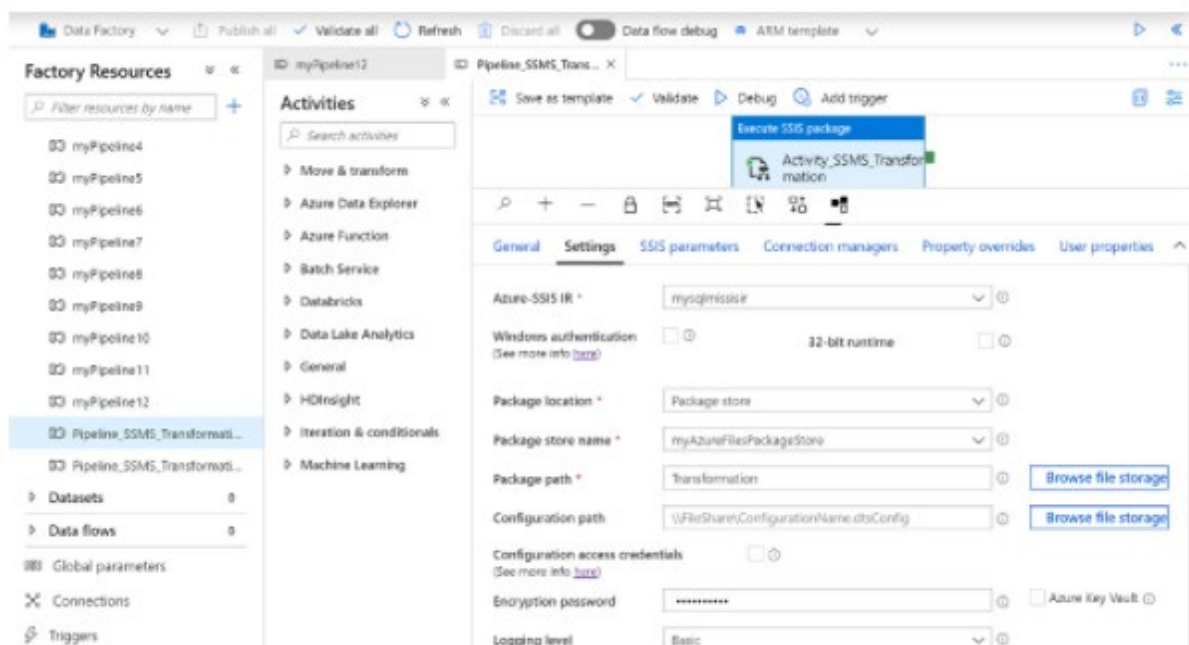 Data Factory
Publish all
Validate all
Refresh
Discard all
Data flow debug
ARM template
Factory Resources
Filter resources by name
myPipeline4
myPipeline5
myPipeline6
myPipeline7
myPipeline8
myPipeline9
myPipeline10
myPipeline11
myPipeline12
Pipeline_SSMS_Transformati...
Pipeline_SSMS_Transformati...
Datasets 0
Data flows 0
Global parameters
Connections
Triggers
myPipeline12
Pipeline_SSMS_Trans...
Activities
Search activities
Move & transform
Azure Data Explorer
Azure Function
Batch Service
Databricks
Data Lake Analytics
General
HDInsight
Iteration & conditionals
Machine Learning
Save as template
Validate
Debug
Add trigger
Execute SSIS package
Activity_SSMS_Transfor
mation
General
Settings
SSIS parameters
Connection managers
Property overrides
User properties
Azure-SSIS IR *
mysqlmissisir
Windows authentication
(See more info here)
32-bit runtime
Package location *
Package store
Package store name *
myAzureFilesPackageStore
Package path *
Transformation
Browse file storage
Configuration path
\\FileShare\ConfigurationName.dtsConfig
Browse file storage
Configuration access credentials
(See more info here)
Encryption password
••••••••••
Azure Key Vault
Logging level
Basic